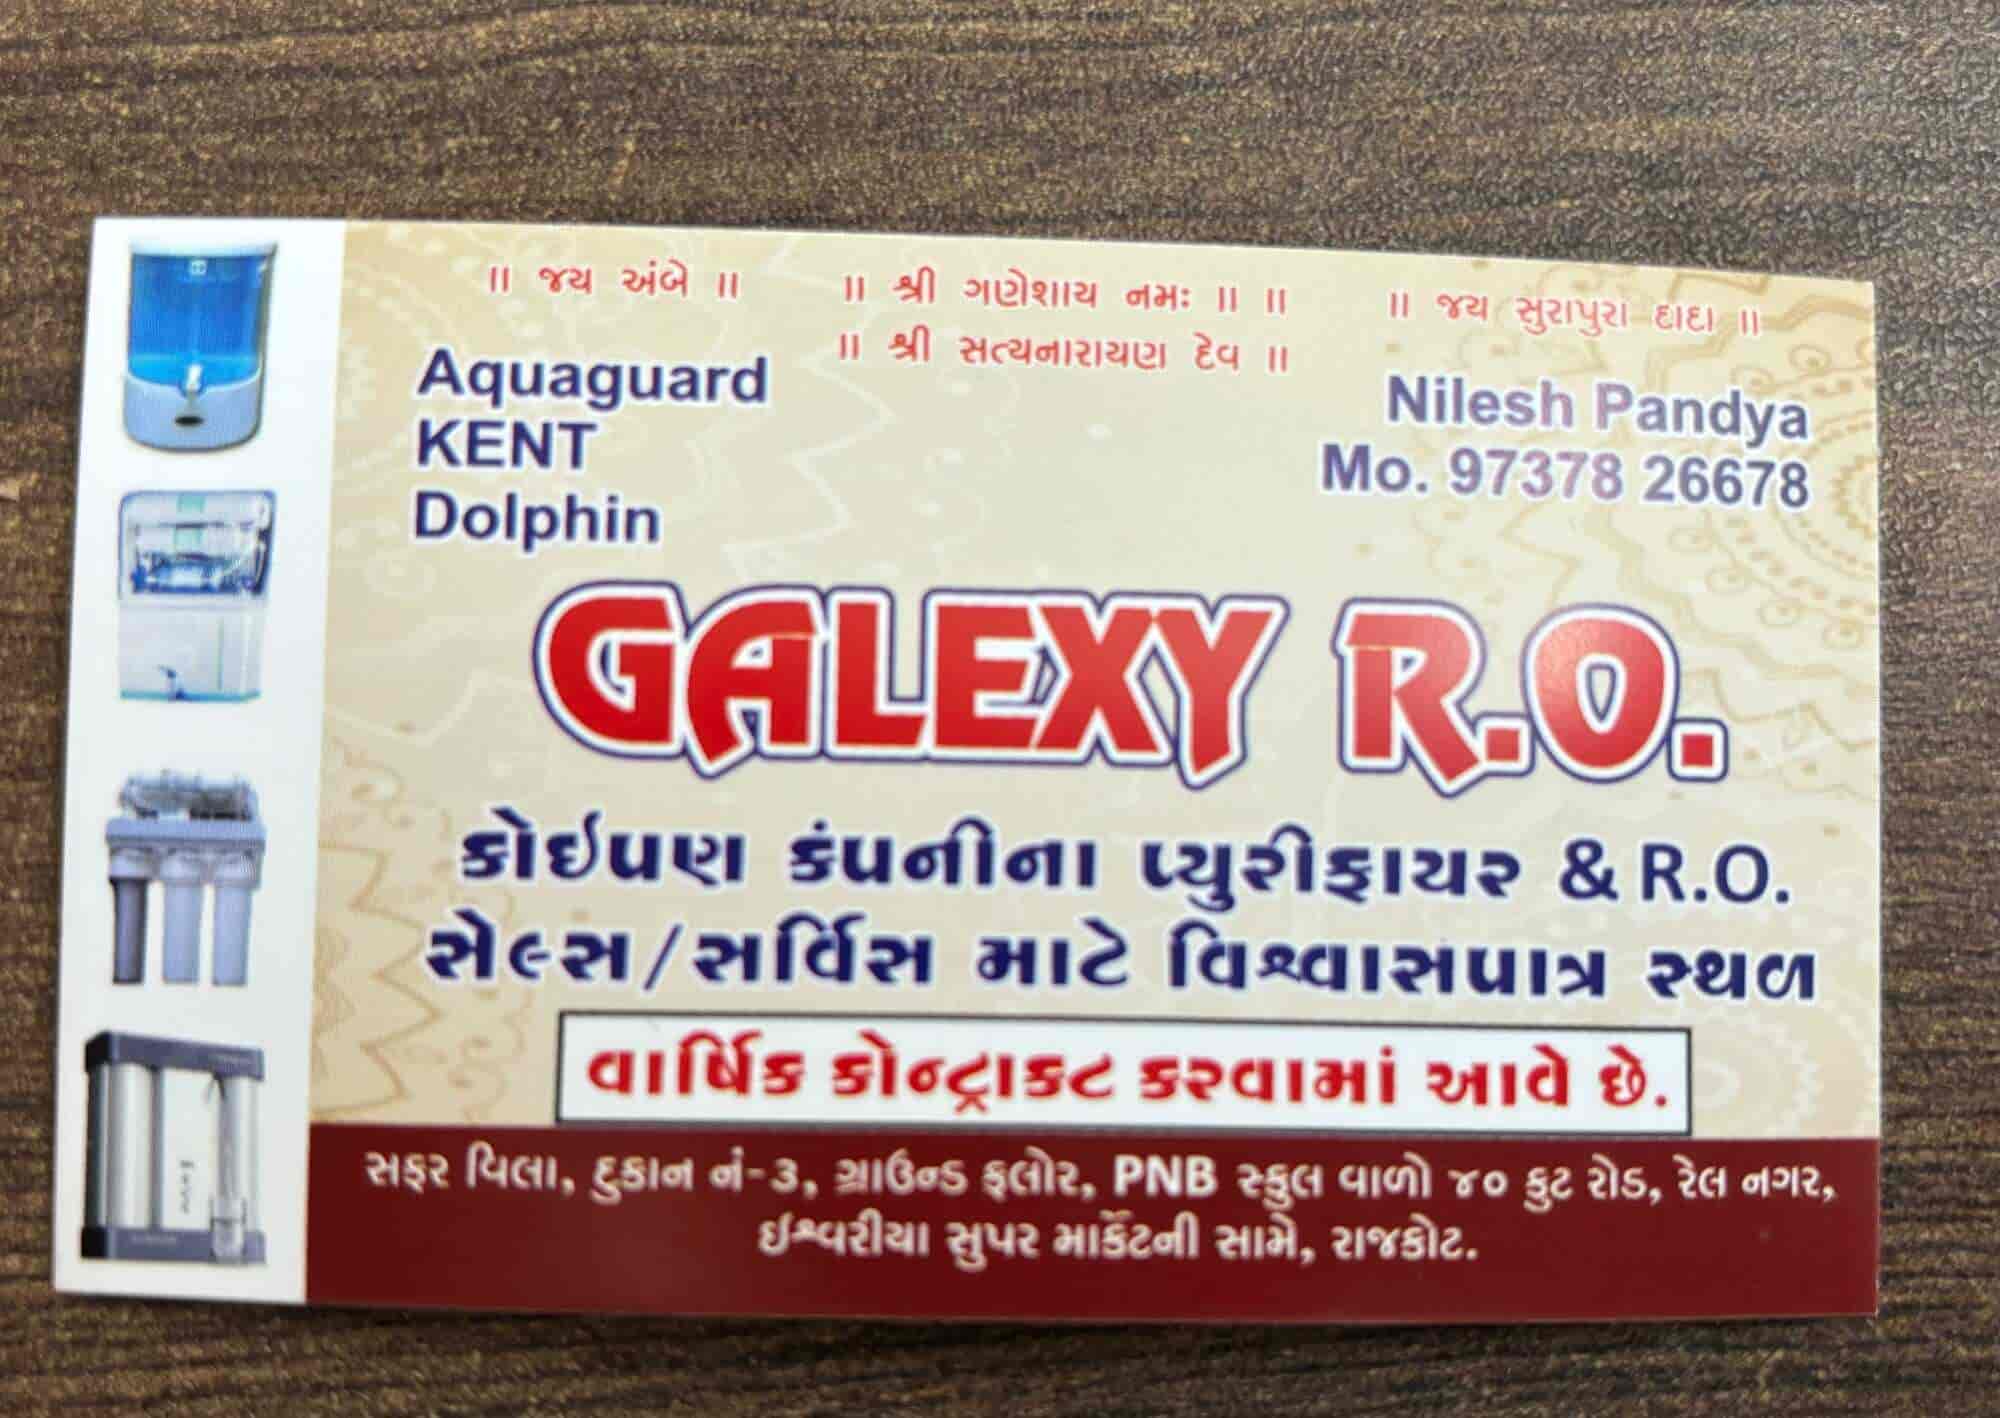 ॥ જય અંબે ॥
॥ શ્રી ગણેશાય નમઃ ॥ ॥
॥ જય સુરાપુરા દાદા ॥
॥ શ્રી સત્યનારાયણ દેવ ॥
Aquaguard
KENT
Dolphin
Nilesh Pandya
Mo. 97378 26678
GALEXY R.O.
કોઇપણ કંપનીના પ્યુરીફાયર & R.O.
સેલ્સ/સર્વિસ માટે વિશ્વાસપાત્ર સ્થળ
વાર્ષિક કોન્ટ્રાકટ કરવામાં આવે છે.
સફર વિલા, દુકાન નં-૩, ગ્રાઉન્ડ ફલોર, PNB સ્કુલ વાળો ૪૦ ફુટ રોડ, રેલ નગર,
ઈશ્વરીયા સુપર માર્કેટની સામે, રાજકોટ.